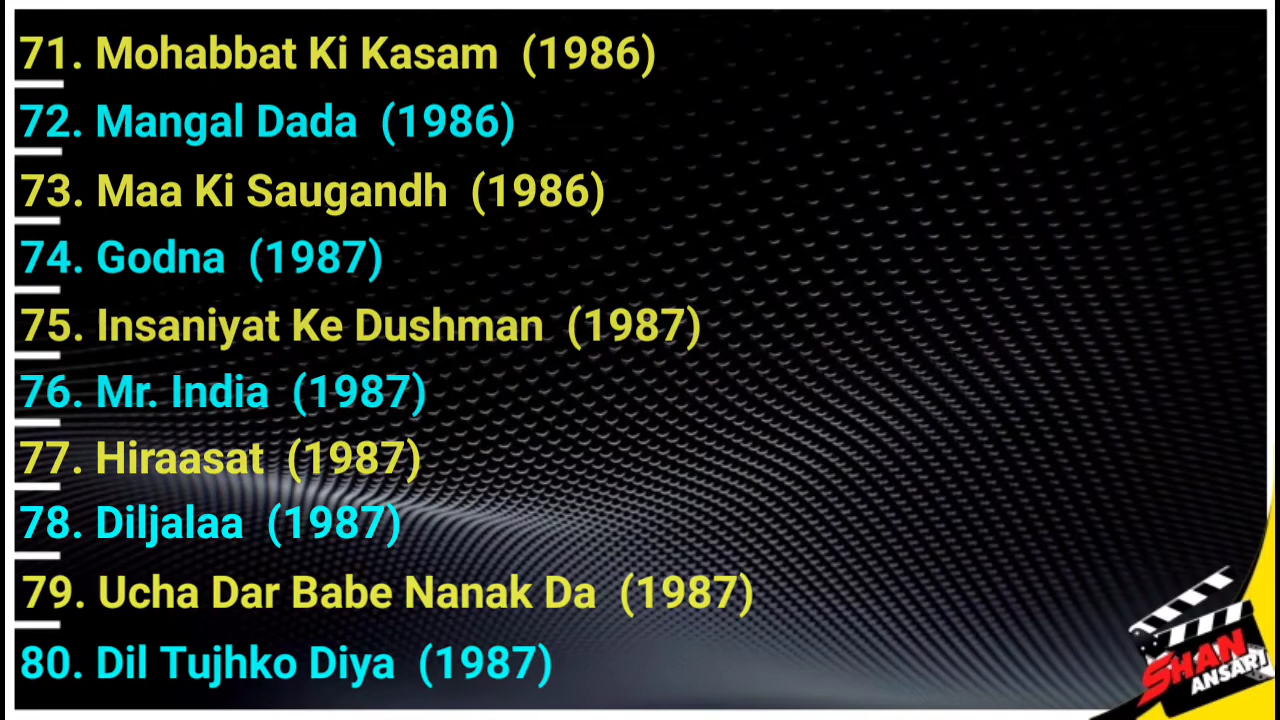 71. Mohabbat Ki Kasam (1986)
72. Mangal Dada (1986)
73. Maa Ki Saugandh (1986)
74. Godna (1987)
75. Insaniyat Ke Dushman (1987)
76. Mr. India (1987)
77. Hiraasat (1987)
78. Diljalaa (1987)
79. Ucha Dar Babe Nanak Da (1987)
80. Dil Tujhko Diya (1987)
SHAN
ANSARI